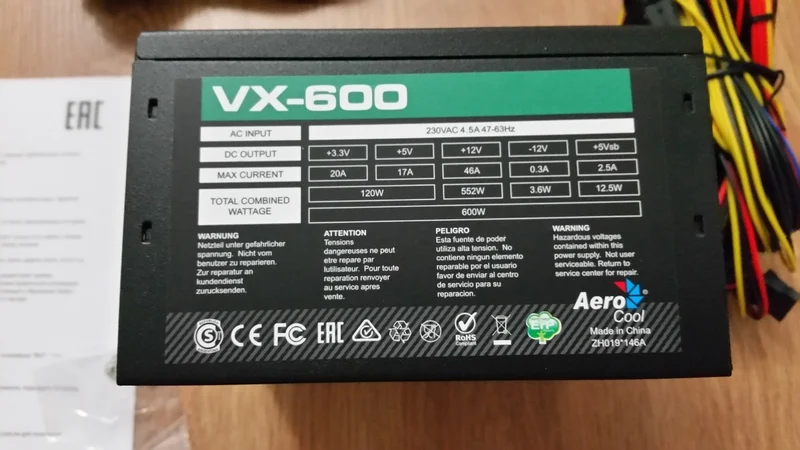 EAC
VX-600
AC INPUT 230VAC 4.5A 47-63Hz
DC OUTPUT +3.3V +5V +12V -12V +5Vsb
MAX CURRENT 20A 17A 46A 0.3A 2.5A
TOTAL COMBINED
WATTAGE
120W 552W 3.6W 12.5W
600W
WARNUNG
Netzteil unter gefahrlicher
spannung. Nicht vom
benutzer zu reparieren.
Zur reparatur an
kundendienst
zurucksenden.
ATTENTION
Tensions
dangereuses ne peut
etre repare par
lutilisateur. Pour toute
reparation renvoyer
au service apres
vente.
PELIGRO
Esta fuente de poder
utiliza alta tension. No
contiene ningun elemento
reparable por el usuario
favor de enviar al centro
de servicio para su
reparacion.
WARNING
Hazardous voltages
contained within this
power supply. Not user
serviceable. Return to
service center for repair.
Aero
Cool
Made in China
ZH019*146A
S CE FC EAC
RoHS
Compliant
ErP